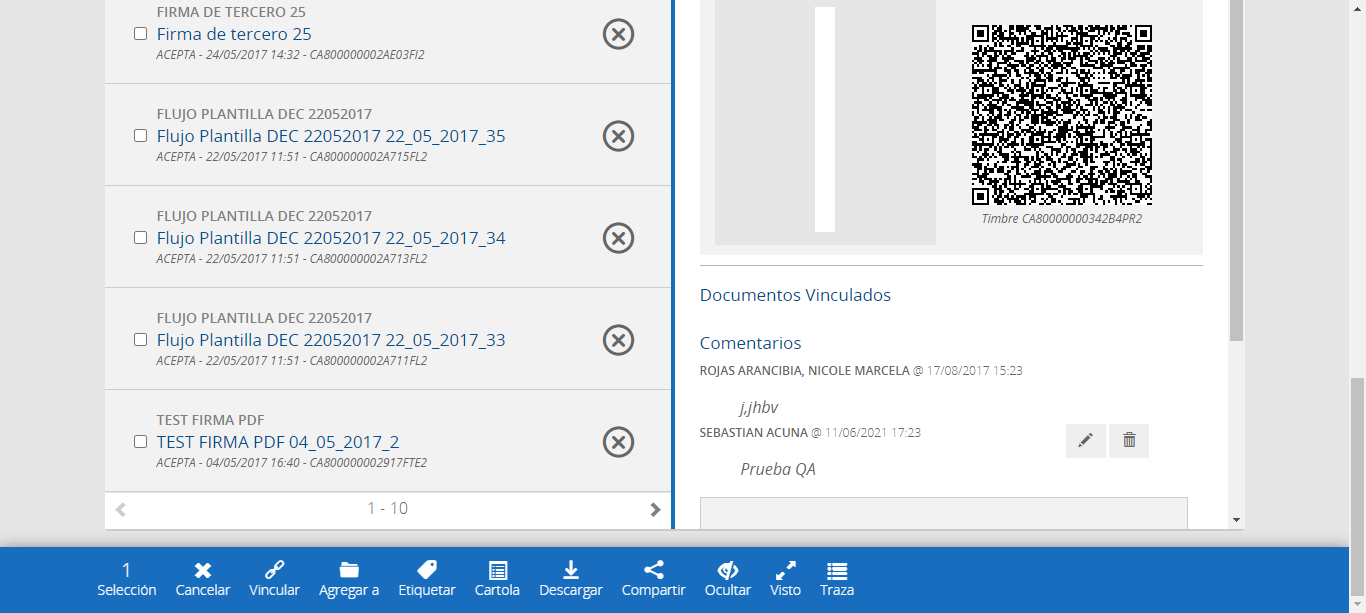 FIRMA DE TERCERO 25
Firma de tercero 25
ACEPTA - 24/05/2017 14:32 - CA800000002AE03FI2
FLUJO PLANTILLA DEC 22052017
Flujo Plantilla DEC 22052017 22_05_2017_35
ACEPTA - 22/05/2017 11:51 - CA800000002A715FL2
FLUJO PLANTILLA DEC 22052017
Flujo Plantilla DEC 22052017 22_05_2017_34
ACEPTA - 22/05/2017 11:51 - CA800000002A713FL2
FLUJO PLANTILLA DEC 22052017
Flujo Plantilla DEC 22052017 22_05_2017_33
ACEPTA - 22/05/2017 11:51 - CA800000002A711FL2
TEST FIRMA PDF
TEST FIRMA PDF 04_05_2017_2
ACEPTA - 04/05/2017 16:40 - CA800000002917FTE2
1 - 10
Timbre CA80000000342B4PR2
Documentos Vinculados
Comentarios
ROJAS ARANCIBIA, NICOLE MARCELA @ 17/08/2017 15:23
j,jhbv
SEBASTIAN ACUNA @ 11/06/2021 17:23
Prueba QA
1
Selección Cancelar Vincular Agregar a Etiquetar Cartola Descargar Compartir Ocultar Visto Traza